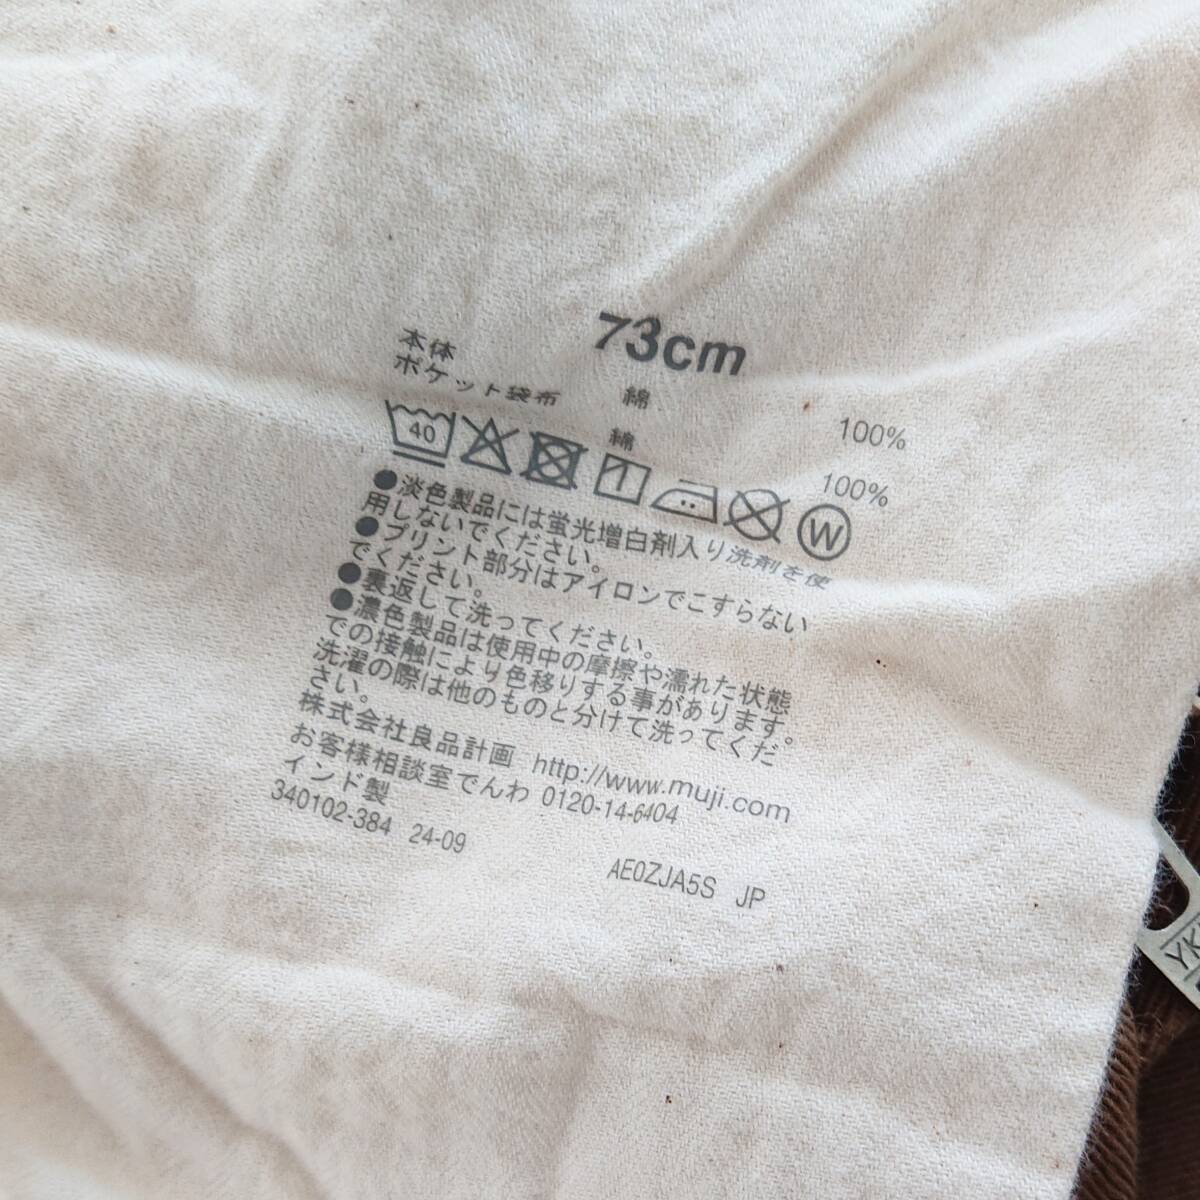 73cm
本体 綿 100%
ポケット袋布 綿 100%
40
W
●淡色製品には蛍光増白剤入り洗剤を使
用しないでください。
●プリント部分はアイロンでこすらない
でください。
●裏返して洗ってください。
●濃色製品は使用中の摩擦や濡れた状態
での接触により色移りする事があります。
洗濯の際は他のものと分けて洗ってくだ
さい。
株式会社良品計画 http://www.muji.com
お客様相談室でんわ 0120-14-6404
インド製
340102-384 24-09
AE0ZJA5S JP